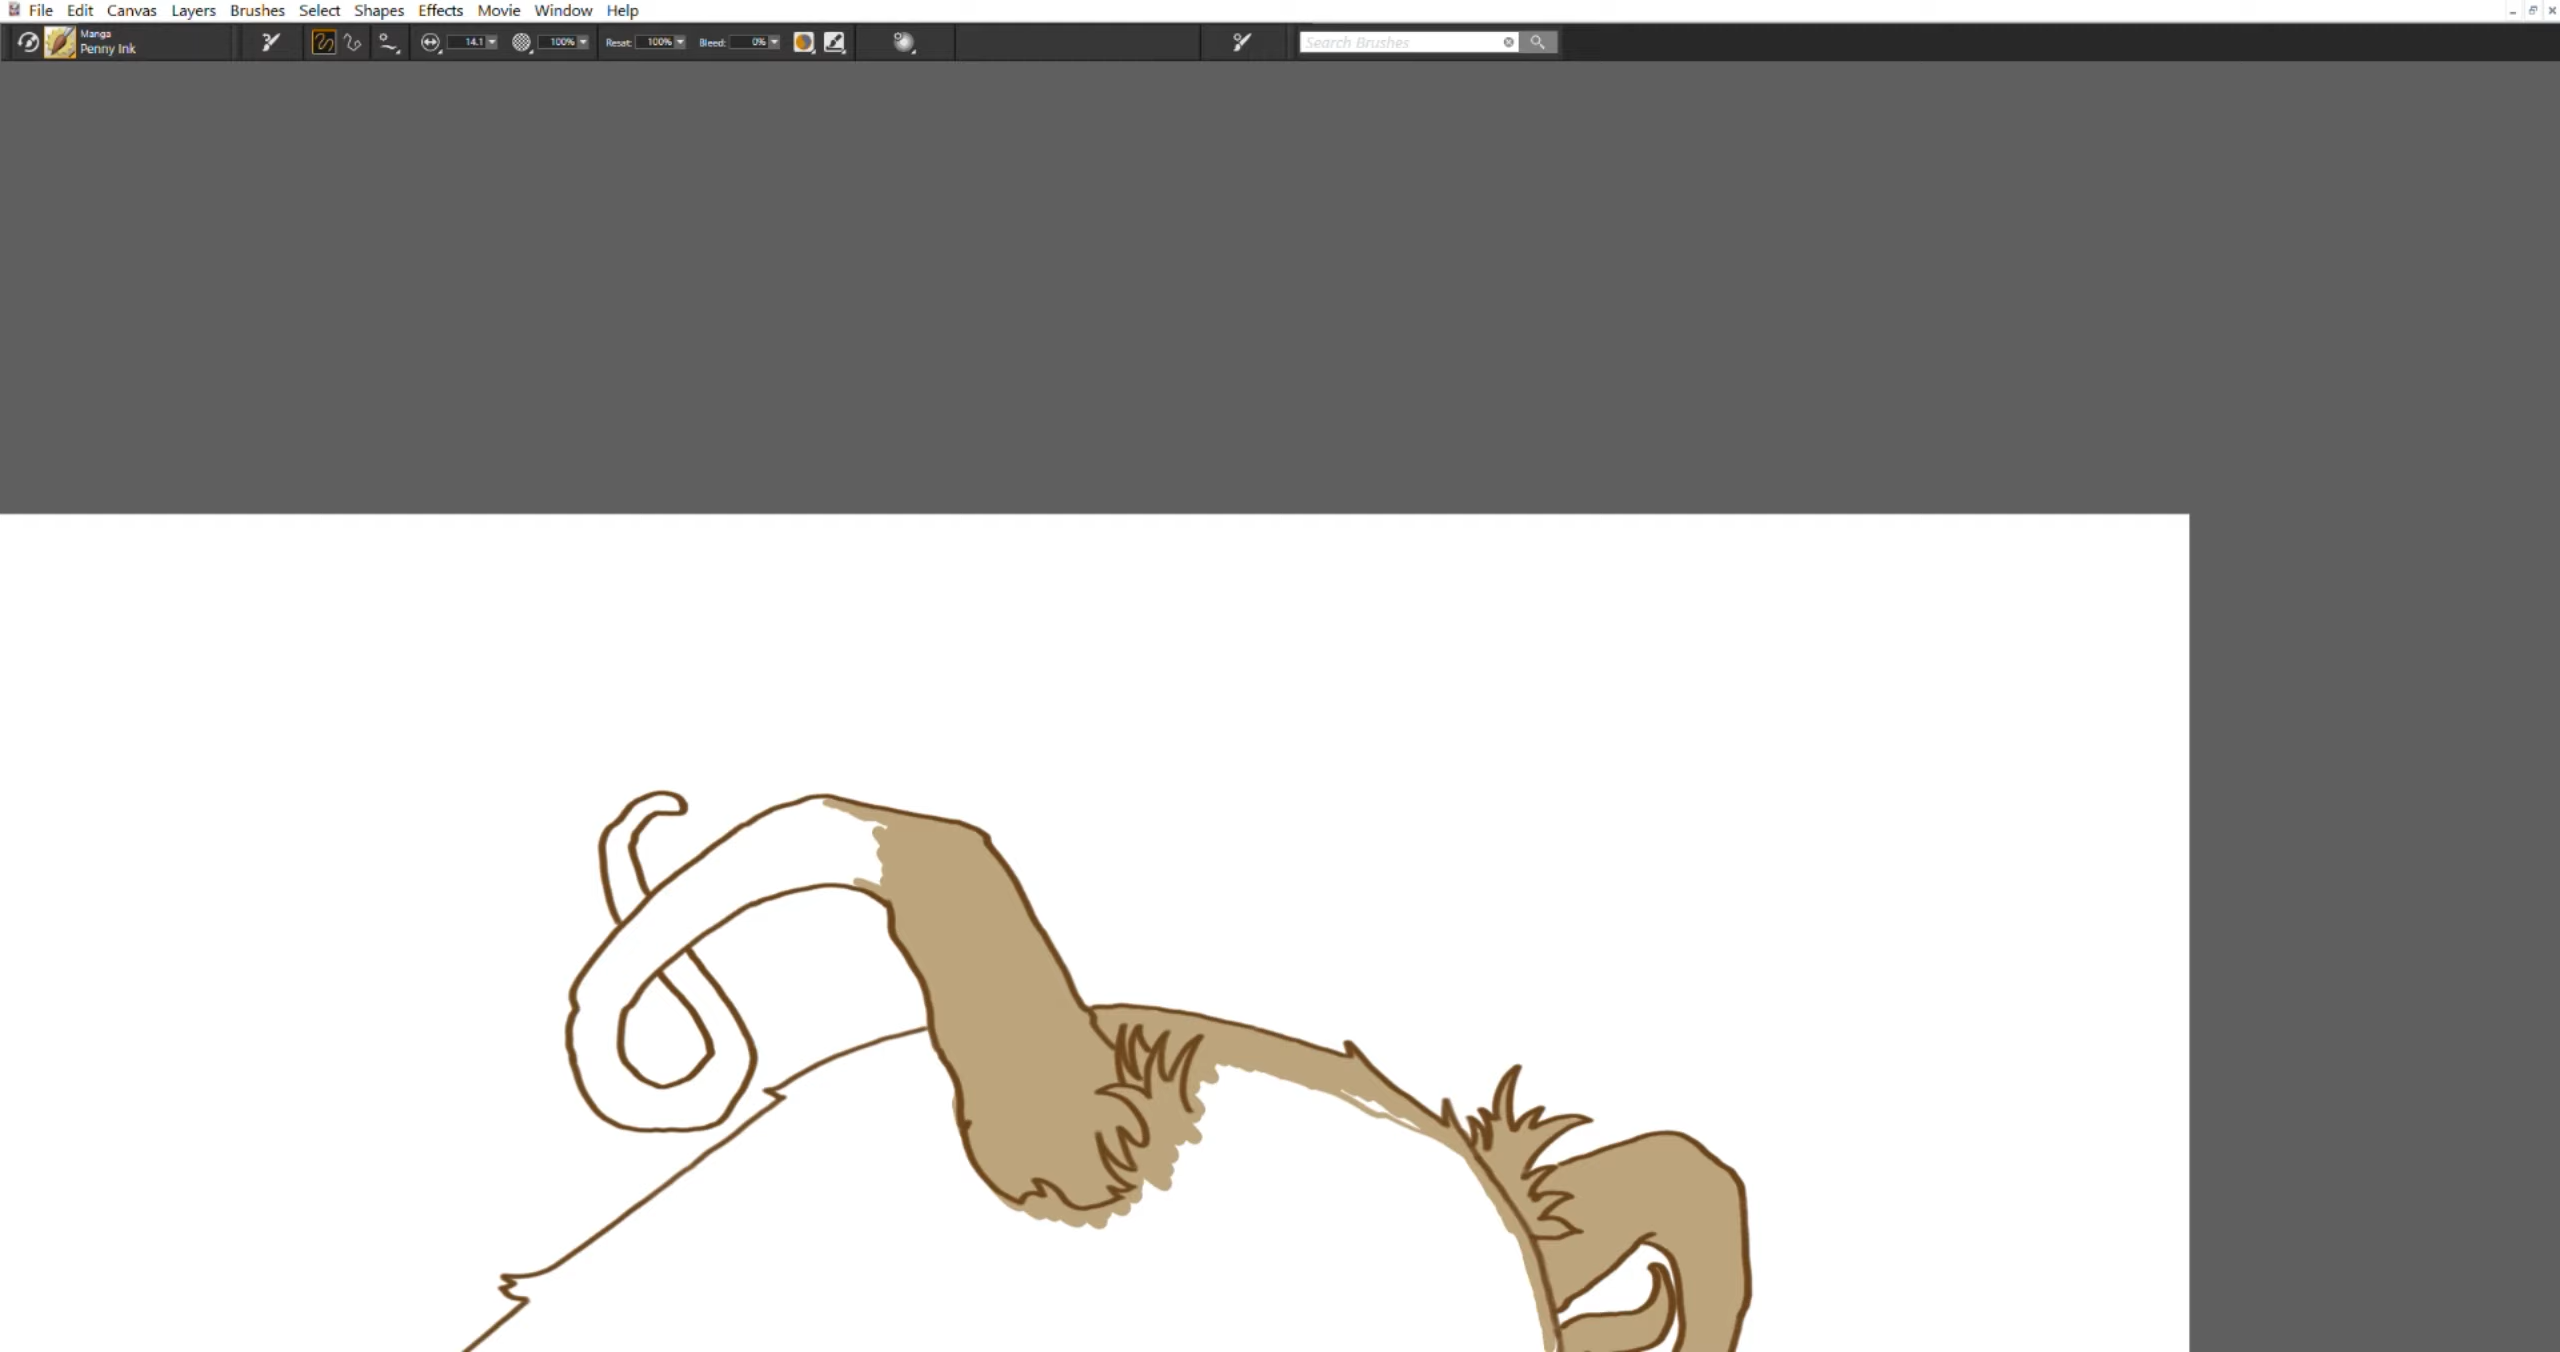 File Edit Canvas Layers Brushes Select Shapes Effects Movie Window Help
Manga
Penny Ink
14.1 100% Resat: 100% Bleed: 0% Search Brushes